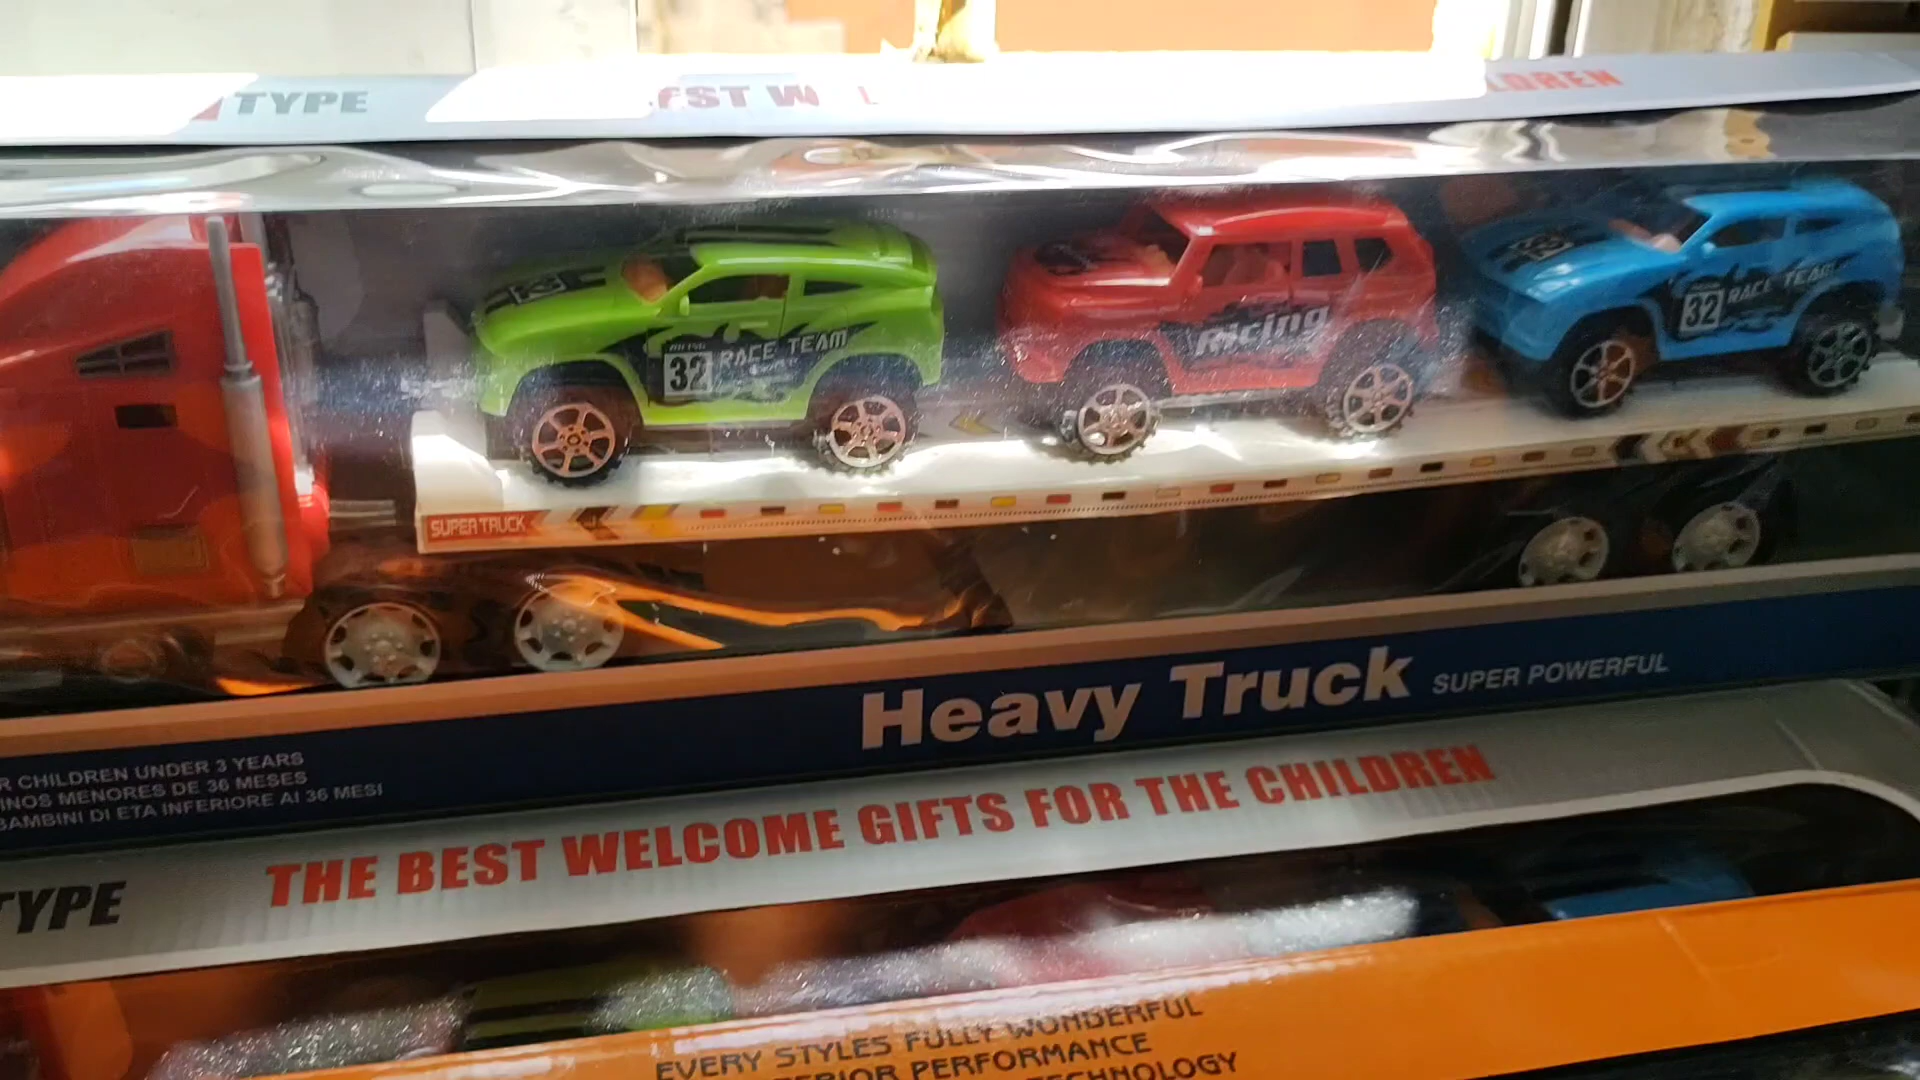 TYPE
LDREN
32 RACE TEAM
Racing
32 RACE TEAM
SUPER TRUCK
Heavy Truck SUPER POWERFUL
CHILDREN UNDER 3 YEARS
MENORES DE 36 MESES
BAMBINI DI ETA INFERIORE AI 36 MESI
TYPE THE BEST WELCOME GIFTS FOR THE CHILDREN
EVERY STYLES FULLY WONDERFUL
PERFORMANCE